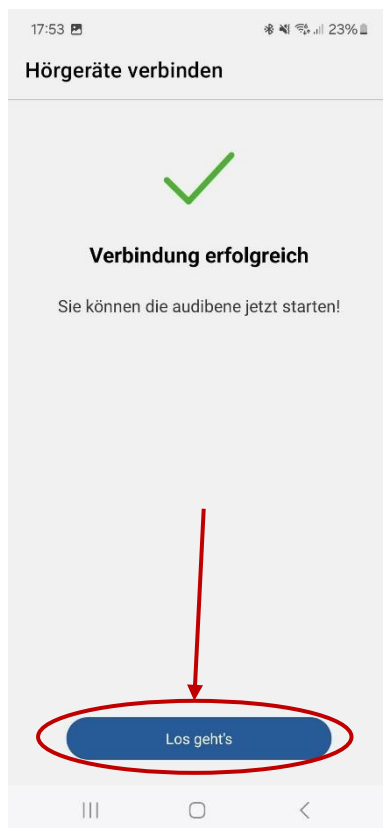 17:53 23%
Hörgeräte verbinden
Verbindung erfolgreich
Sie können die audibene jetzt starten!
Los geht's